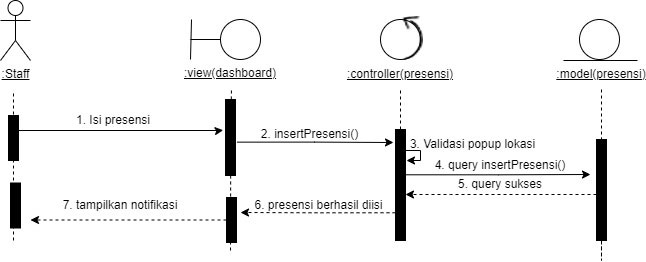 :Staff
:view(dashboard)
:controller(presensi)
:model(presensi)
1. Isi presensi
2. insertPresensi()
3. Validasi popup lokasi
4. query insertPresensi()
5. query sukses
6. presensi berhasil diisi
7. tampilkan notifikasi